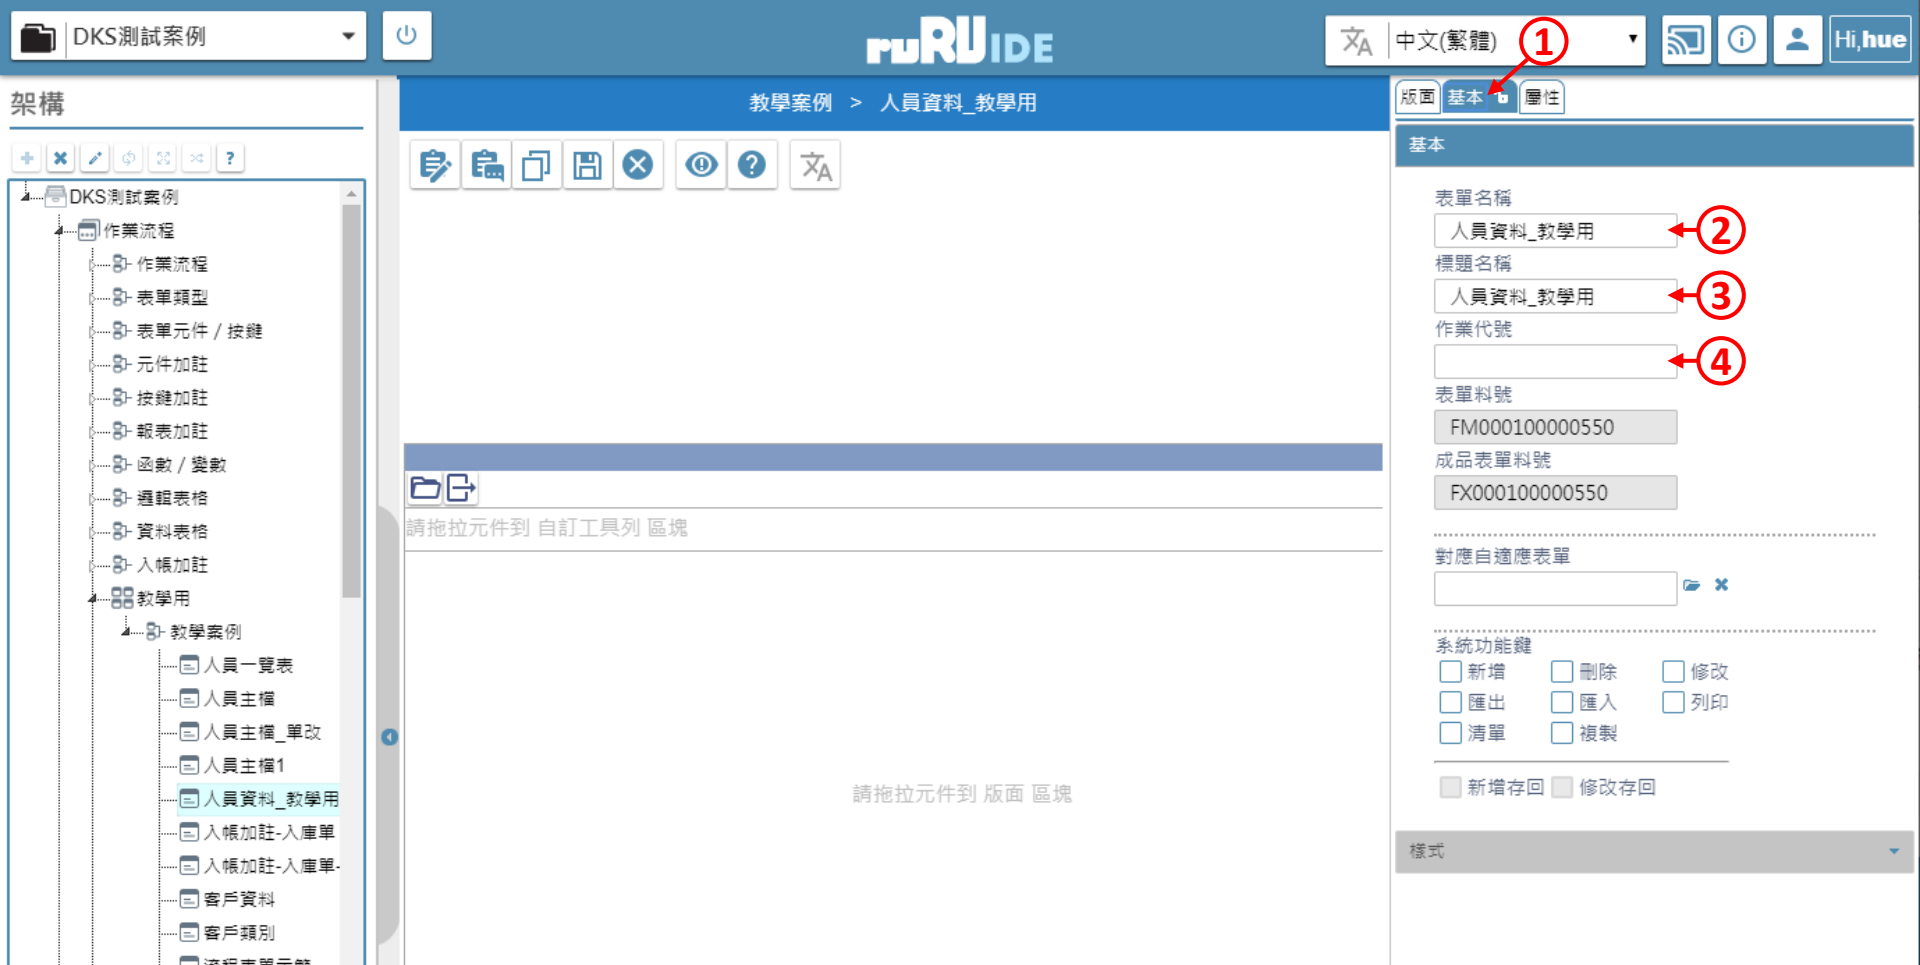 DKS測試案例
ruRU IDE
中文(繁體)
Hi,hue
架構
DKS測試案例
作業流程
作業流程
表單類型
表單元件 / 按鍵
元件加註
按鍵加註
報表加註
函數 / 變數
邏輯表格
資料表格
入帳加註
教學用
教學案例
人員一覽表
人員主檔
人員主檔_單改
人員主檔1
人員資料_教學用
入帳加註-入庫單
入帳加註-入庫單-
客戶資料
客戶類別
教學案例 > 人員資料_教學用
請拖拉元件到 自訂工具列 區塊
請拖拉元件到 版面 區塊
版面
基本
屬性
1
基本
表單名稱
人員資料_教學用
2
標題名稱
人員資料_教學用
3
作業代號
4
表單料號
FM000100000550
成品表單料號
FX000100000550
對應自適應表單
系統功能鍵
新增 刪除 修改
匯出 匯入 列印
清單 複製
新增存回 修改存回
樣式